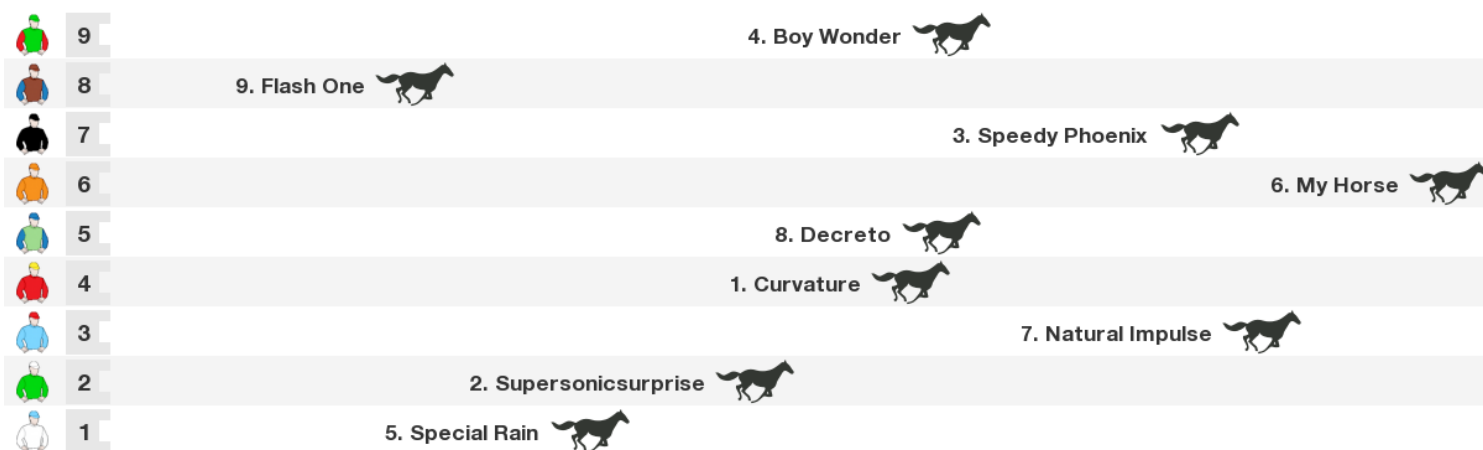 9 4. Boy Wonder
8 9. Flash One
7 3. Speedy Phoenix
6 6. My Horse
5 8. Decreto
4 1. Curvature
3 7. Natural Impulse
2 2. Supersonicsurprise
1 5. Special Rain